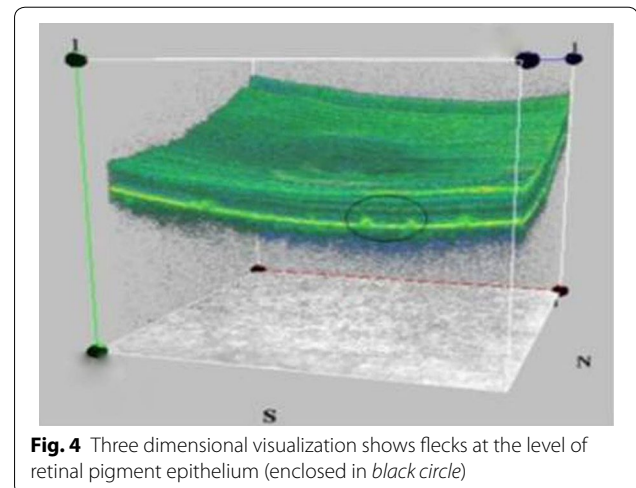 1 1
N
S
Fig. 4 Three dimensional visualization shows flecks at the level of
retinal pigment epithelium (enclosed in black circle)